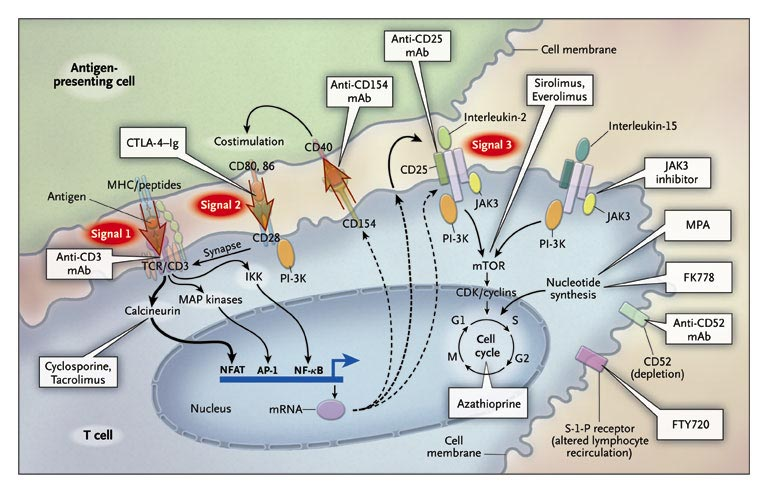 Antigen-
presenting cell
Anti-CD25
mAb
Cell membrane
Anti-CD154
mAb
Sirolimus,
Everolimus
CTLA-4–Ig
Costimulation
CD40
Interleukin-2
Signal 3
Interleukin-15
CD80, 86
CD25
JAK3
inhibitor
MHC/peptides
Antigen
Signal 2
JAK3
JAK3
Signal 1
CD154
MPA
CD28
PI-3K
PI-3K
Anti-CD3
mAb
Synapse
TCR/CD3
IKK
PI-3K
mTOR
Nucleotide
synthesis
FK778
MAP kinases
CDK/cyclins
Calcineurin
G1
S
Anti-CD52
mAb
Cell
cycle
M
G2
CD52
(depletion)
Cyclosporine,
Tacrolimus
NFAT
AP-1
NF-κB
Azathioprine
Nucleus
mRNA
FTY720
T cell
Cell
membrane
S-1-P receptor
(altered lymphocyte
recirculation)